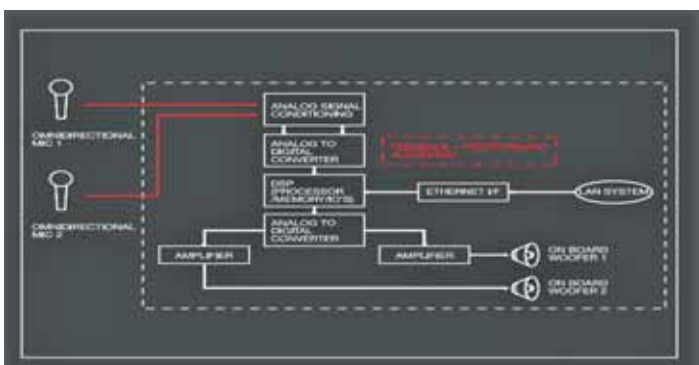 OMNIDIRECTIONAL
MIC 1
OMNIDIRECTIONAL
MIC 2
ANALOG SIGNAL
CONDITIONING
ANALOG TO
DIGITAL
CONVERTER
DSP
(PROCESSOR
/MEMORY/IO'S)
ETHERNET I/F
LAN SYSTEM
ANALOG TO
DIGITAL
CONVERTER
AMPLIFIER
AMPLIFIER
ON BOARD
WOOFER 1
ON BOARD
WOOFER 2